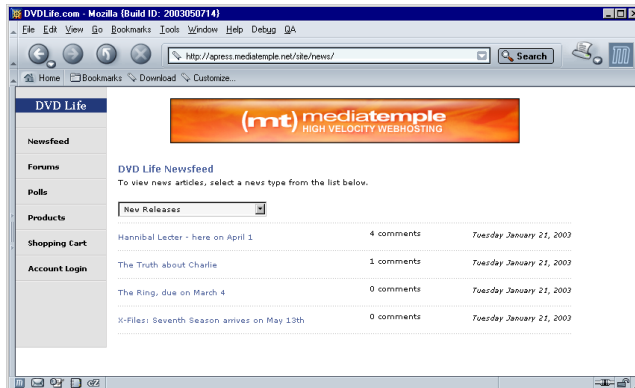 DVDLife.com - Mozilla {Build ID: 2003050714}
File Edit View Go Bookmarks Tools Window Help Debug QA
http://apress.mediatemple.net/site/news/ Search
Home Bookmarks Download Customize...
DVD Life
(mt) mediatemple
HIGH VELOCITY WEBHOSTING
Newsfeed
Forums
Polls
Products
Shopping Cart
Account Login
DVD Life Newsfeed
To view news articles, select a news type from the list below.
New Releases
Hannibal Lecter - here on April 1 4 comments Tuesday January 21, 2003
The Truth about Charlie 1 comments Tuesday January 21, 2003
The Ring, due on March 4 0 comments Tuesday January 21, 2003
X-Files: Seventh Season arrives on May 13th 0 comments Tuesday January 21, 2003